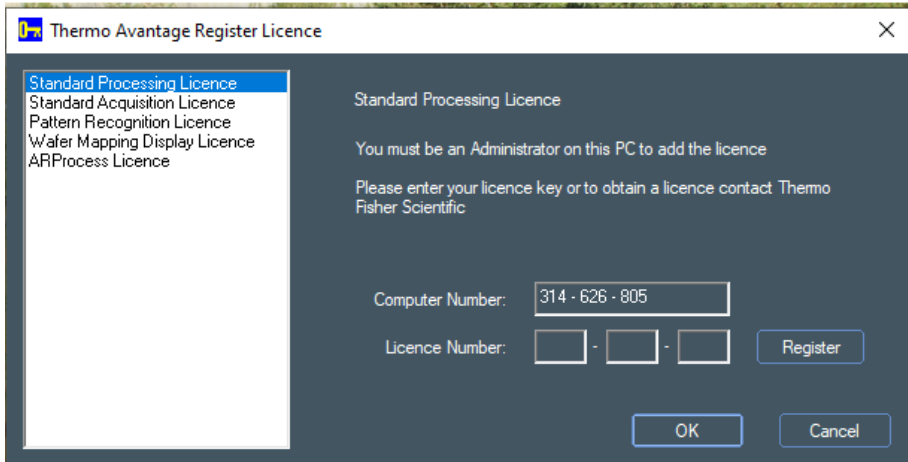 Thermo Avantage Register Licence
Standard Processing Licence
Standard Acquisition Licence
Pattern Recognition Licence
Wafer Mapping Display Licence
ARProcess Licence
Standard Processing Licence
You must be an Administrator on this PC to add the licence
Please enter your licence key or to obtain a licence contact Thermo
Fisher Scientific
Computer Number: 314 - 626 - 805
Licence Number: - - Register
OK Cancel